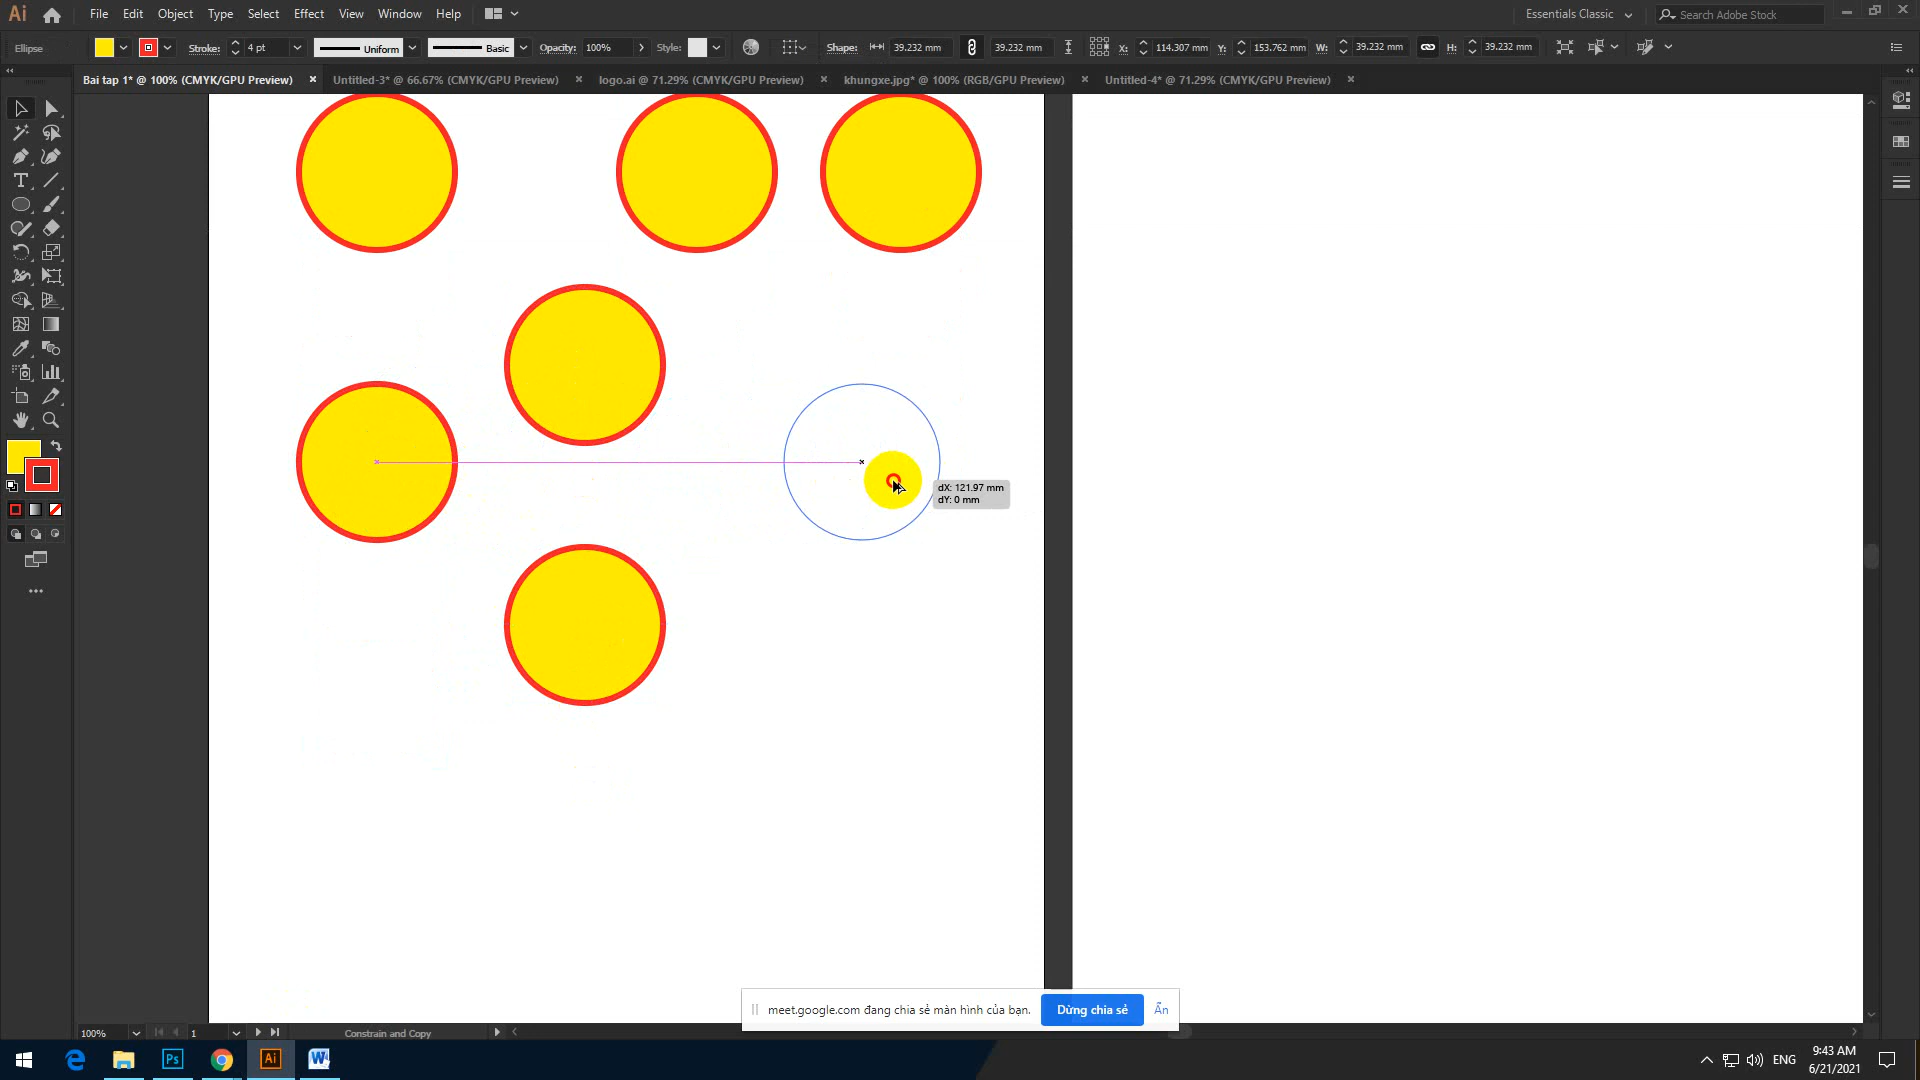 Ai File Edit Object Type Select Effect View Window Help Essentials Classic Search Adobe Stock
Ellipse Stroke: 4 pt Uniform Basic Opacity: 100% Style: Shape: 39.232 mm 39.232 mm X: 114.307 mm Y: 153.762 mm W: 39.232 mm H: 39.232 mm
Bai tap 1* @ 100% (CMYK/GPU Preview) × Untitled-3* @ 66.67% (CMYK/GPU Preview) × logo.ai @ 71.29% (CMYK/GPU Preview) × khungxe.jpg* @ 100% (RGB/GPU Preview) × Untitled-4* @ 71.29% (CMYK/GPU Preview) ×
dX: 121.97 mm
dY: 0 mm
meet.google.com đang chia sẻ màn hình của bạn. Dừng chia sẻ Ẩn
100% 1 Constrain and Copy
Ps Ai W ENG 9:43 AM
6/21/2021